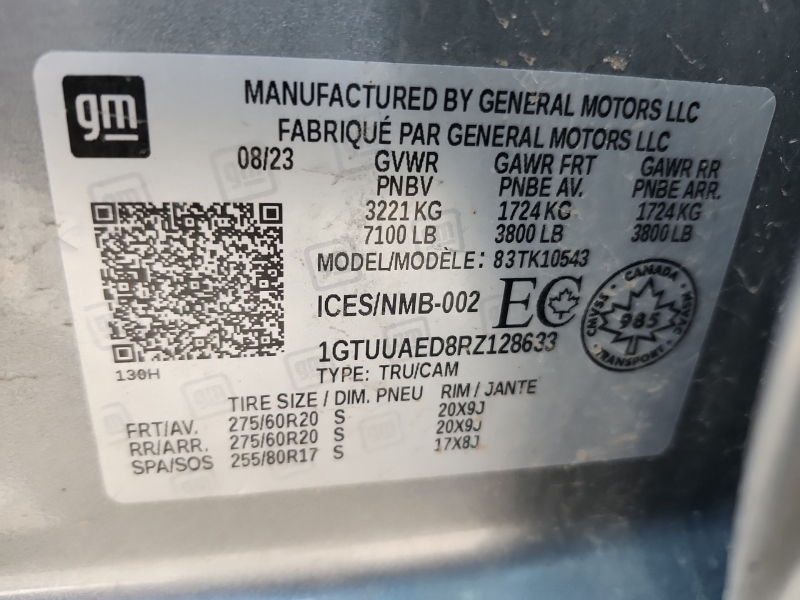 gm
MANUFACTURED BY GENERAL MOTORS LLC
FABRIQUÉ PAR GENERAL MOTORS LLC
08/23 GVWR GAWR FRT GAWR RR
PNBV PNBE AV. PNBE ARR.
3221 KG 1724 KG 1724 KG
7100 LB 3800 LB 3800 LB
MODEL/MODÈLE: 83TK10543
ICES/NMB-002 EC
CANADA
CMVSS
NSVAC
985
TRANSPORT
1GTUUAED8RZ128633
130H
TYPE: TRU/CAM
TIRE SIZE / DIM. PNEU RIM / JANTE
FRT/AV. 275/60R20 S 20X9J
RR/ARR. 275/60R20 S 20X9J
SPA/SOS 255/80R17 S 17X8J